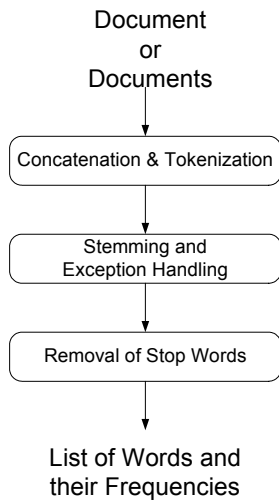 Document
or
Documents
Concatenation & Tokenization
Stemming and
Exception Handling
Removal of Stop Words
List of Words and
their Frequencies